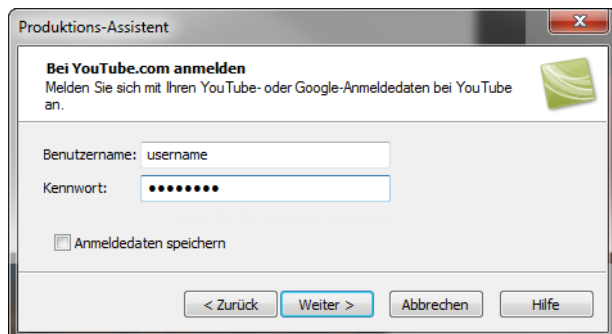 Produktions-Assistent
Bei YouTube.com anmelden
Melden Sie sich mit Ihren YouTube- oder Google-Anmeldedaten bei YouTube
an.
Benutzername: username
Kennwort: ••••••••
Anmeldedaten speichern
< Zurück Weiter > Abbrechen Hilfe